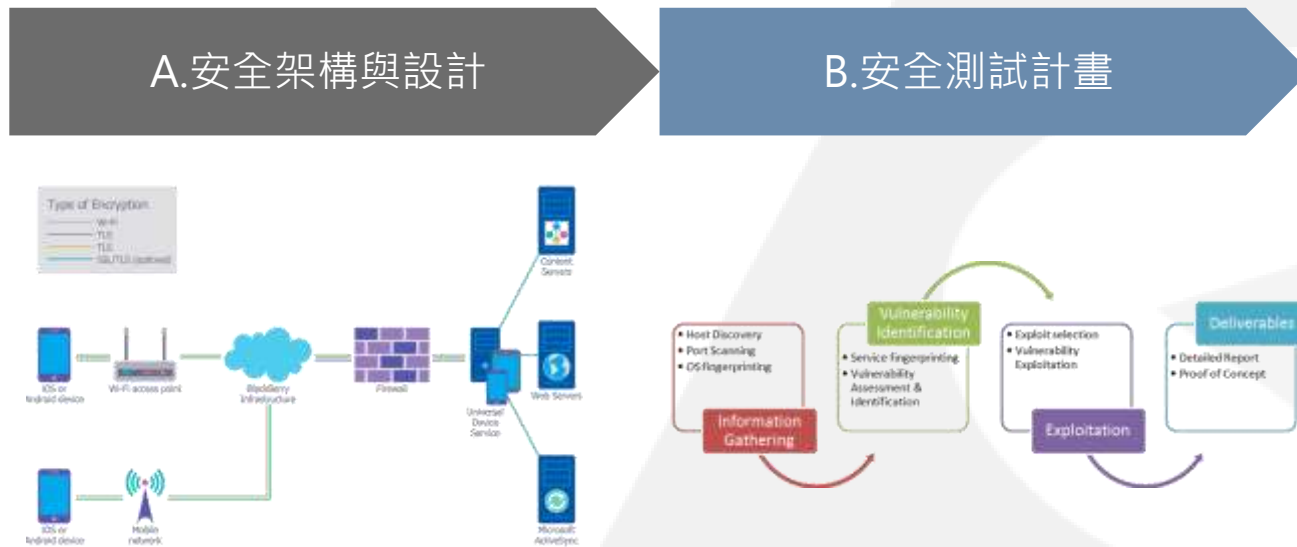 A.安全架構與設計
B.安全測試計畫
Type of Encryption
Wi-Fi
TLS
TLS
SSL/TLS (optional)
Content
Servers
iOS or
Android device
Wi-Fi access point
BlackBerry
Infrastructure
Firewall
Universal
Device
Service
Web Servers
iOS or
Android device
Mobile
network
Microsoft
ActiveSync
• Host Discovery
• Port Scanning
• OS fingerprinting
Information
Gathering
Vulnerability
Identification
• Service fingerprinting
• Vulnerability
Assessment &
Identification
• Exploit selection
• Vulnerability
Exploitation
Exploitation
Deliverables
• Detailed Report
• Proof of Concept